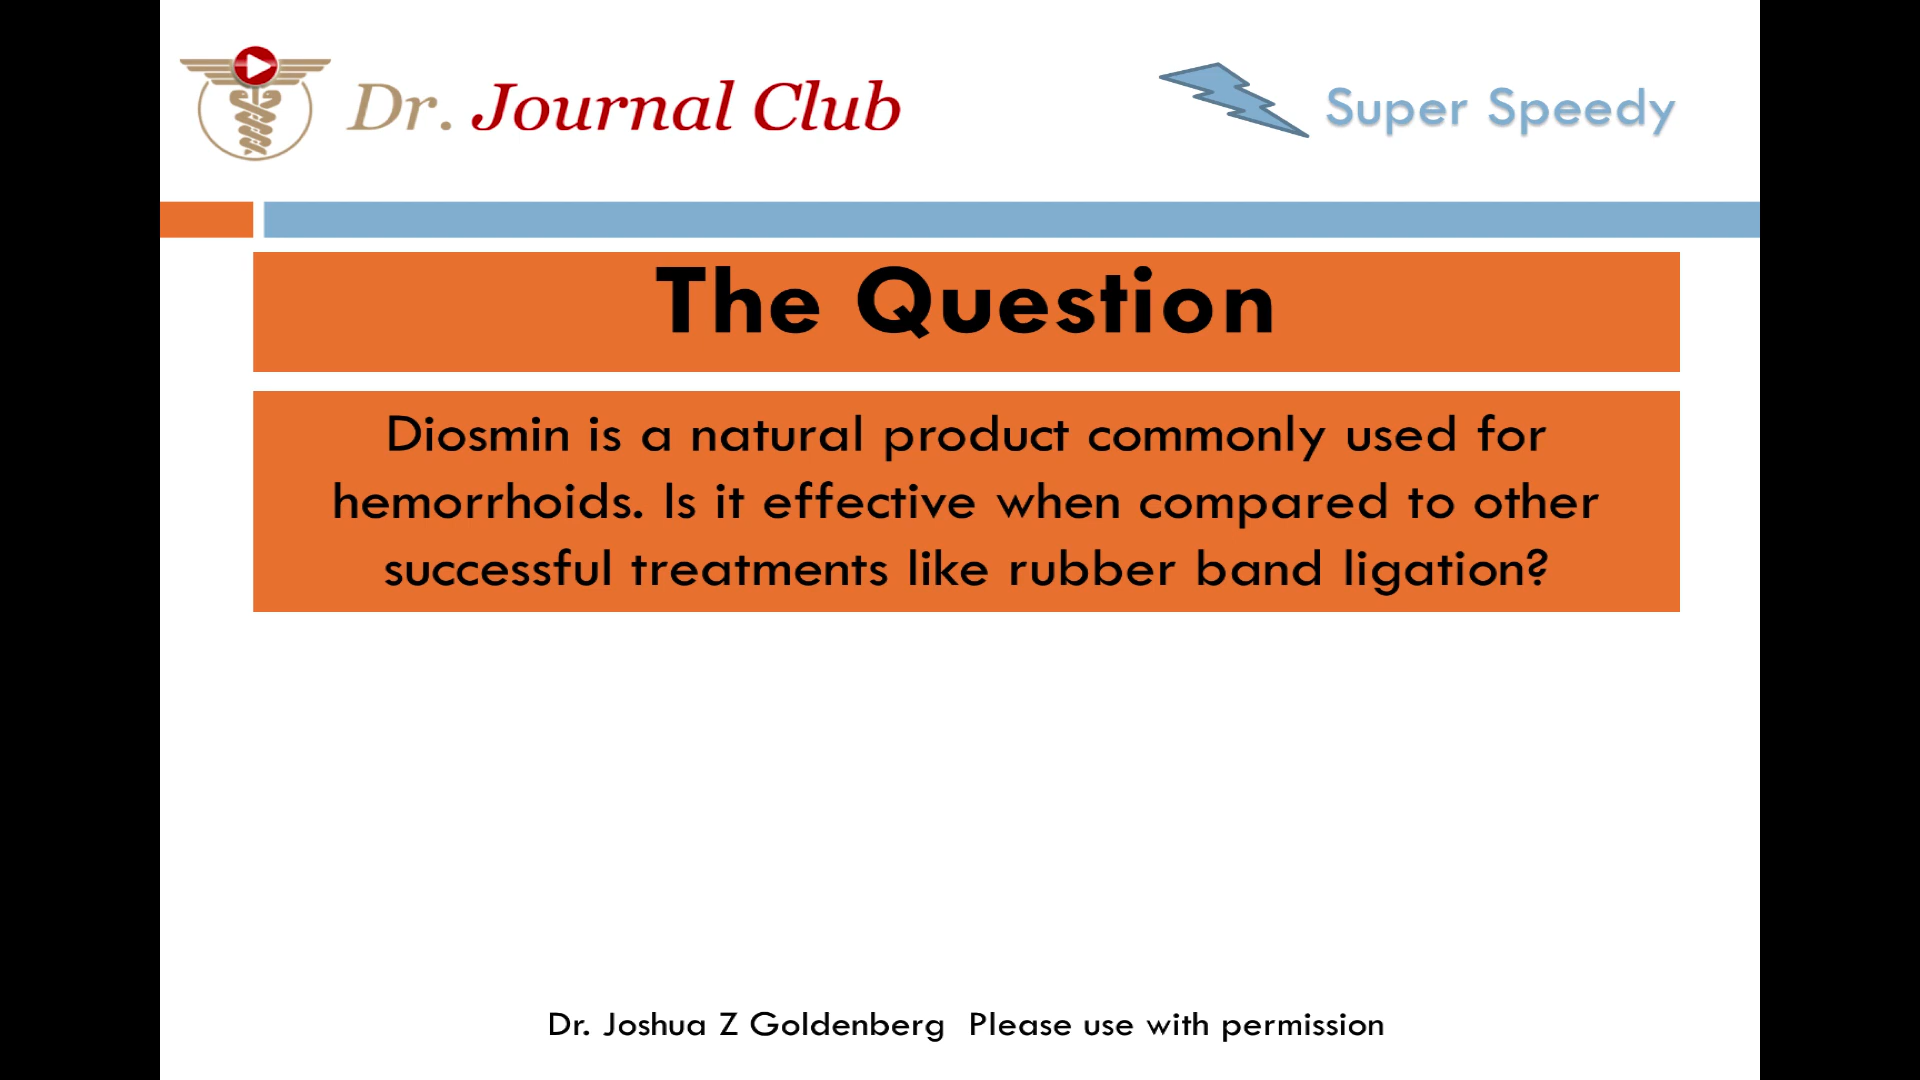 Dr. Journal Club
Super Speedy
The Question
Diosmin is a natural product commonly used for
hemorrhoids. Is it effective when compared to other
successful treatments like rubber band ligation?
Dr. Joshua Z Goldenberg  Please use with permission